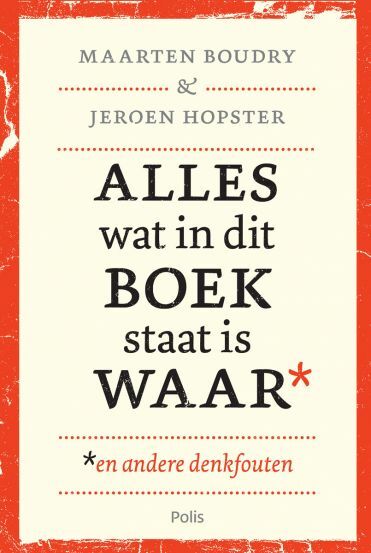 MAARTEN BOUDRY
&
JEROEN HOPSTER
ALLES
wat in dit
BOEK
staat is
WAAR*
*en andere denkfouten
Polis